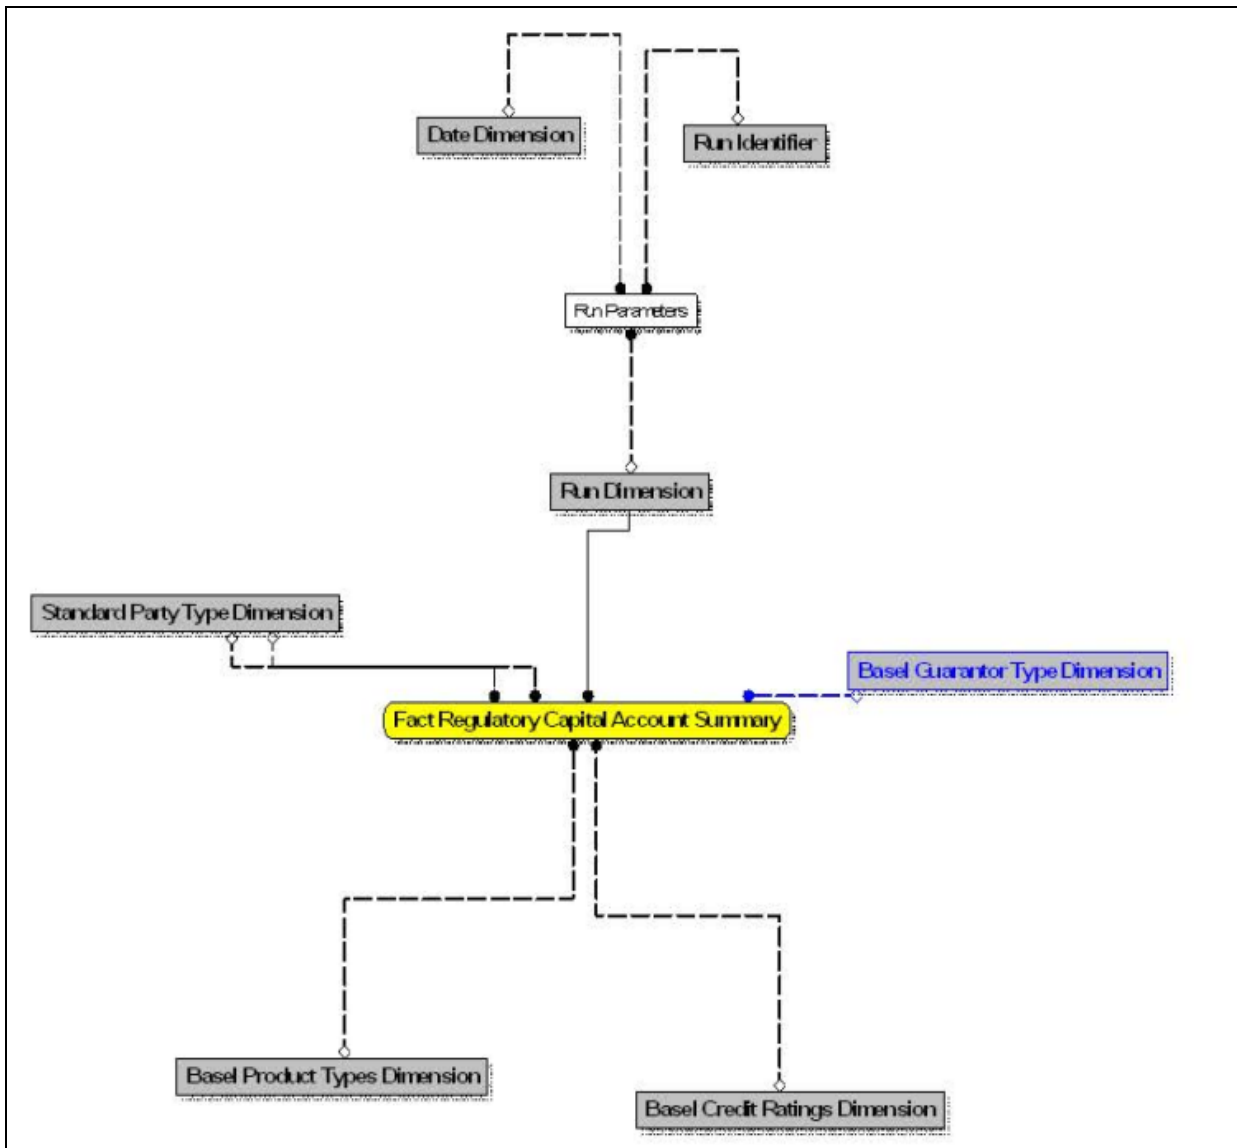 Date Dimension
Run Identifier
Run Parameters
Run Dimension
Standard Party Type Dimension
Basel Guarantor Type Dimension
Fact Regulatory Capital Account Summary
Basel Product Types Dimension
Basel Credit Ratings Dimension